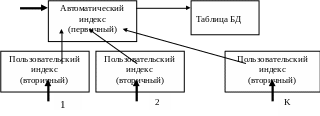 Автоматический
индекс
(первичный)
Таблица БД
Пользовательский
индекс
(вторичный)
Пользовательский
индекс
(вторичный)
Пользовательский
индекс
(вторичный)
1
2
К